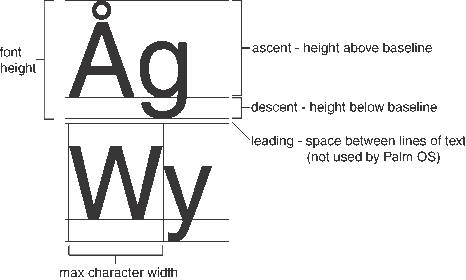 font
height
Åg
ascent - height above baseline
descent - height below baseline
leading - space between lines of text
(not used by Palm OS)
Wy
max character width